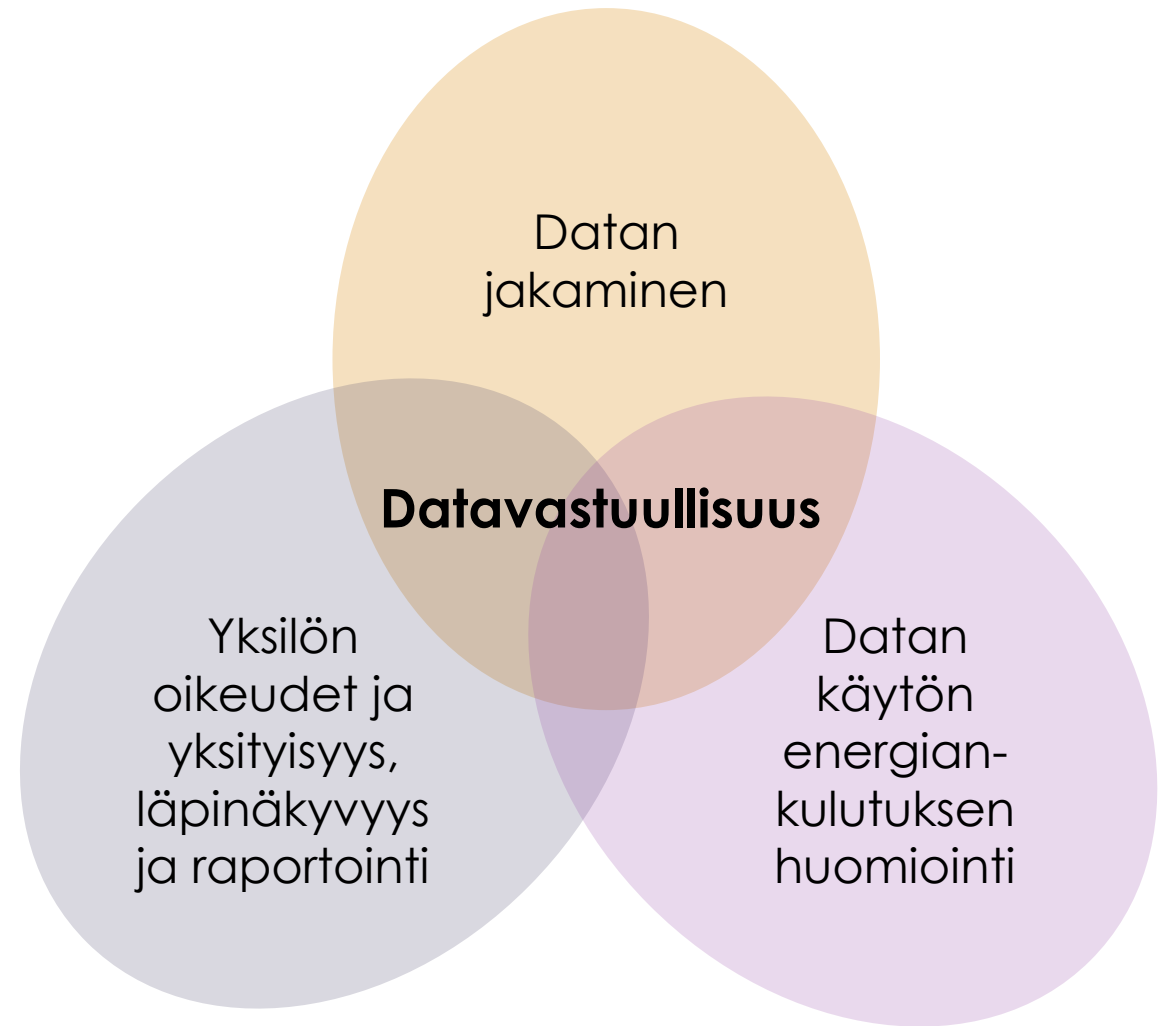 Datan
jakaminen
Datavastuullisuus
Yksilön
oikeudet ja
yksityisyys,
läpinäkyvyys
ja raportointi
Datan
käytön
energian-
kulutuksen
huomiointi